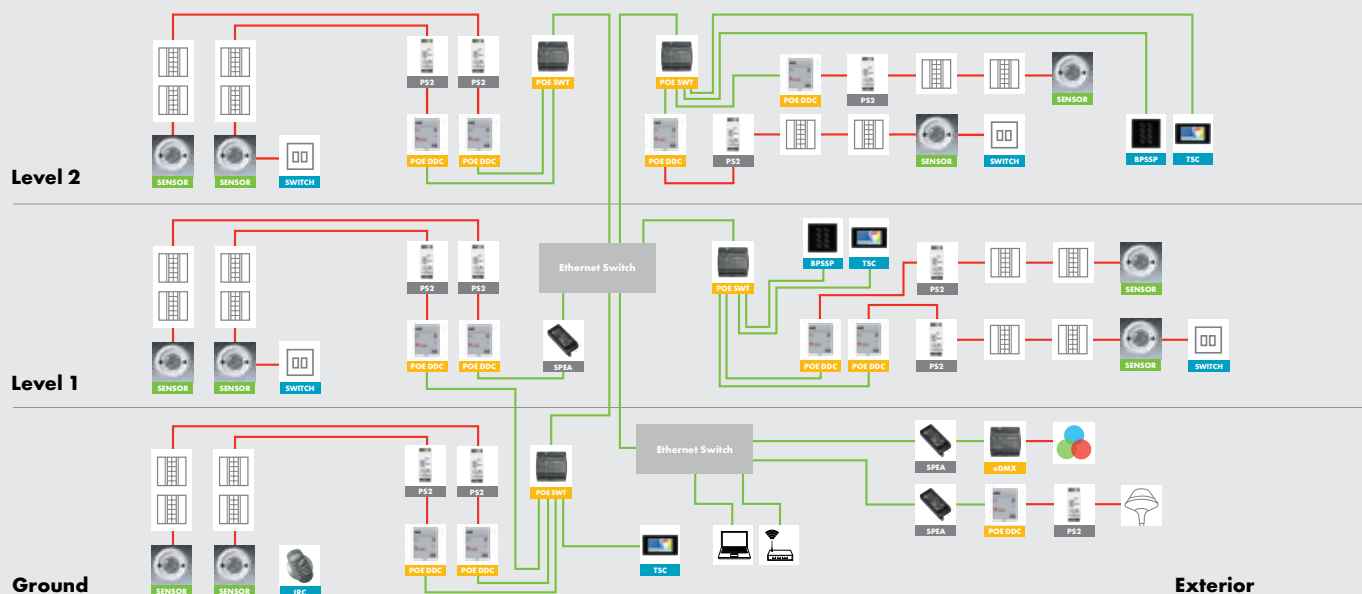 PS2
PS2
POE SWT
POE SWT
POE DDC
PS2
SENSOR
POE DDC
POE DDC
POE DDC
PS2
SENSOR
SWITCH
BPSSP
TSC
SENSOR
SENSOR
SWITCH
Level 2
PS2
PS2
Ethernet Switch
POE SWT
BPSSP
TSC
PS2
SENSOR
POE DDC
POE DDC
SPEA
POE DDC
POE DDC
PS2
SENSOR
SWITCH
SENSOR
SENSOR
SWITCH
Level 1
PS2
PS2
POE SWT
Ethernet Switch
SPEA
eDMX
SPEA
POE DDC
PS2
POE DDC
POE DDC
TSC
SENSOR
SENSOR
IRC
Ground
Exterior